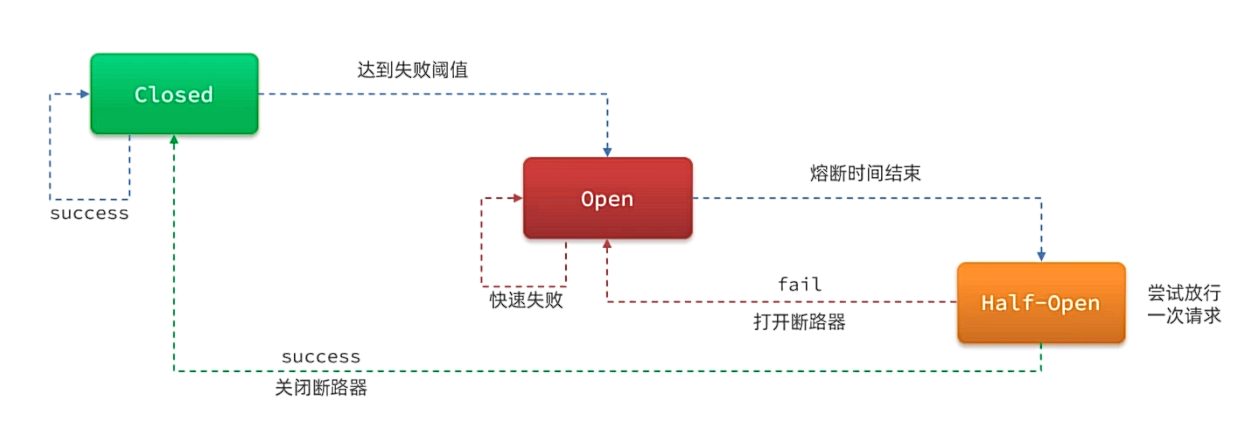 达到失败阈值
Closed
熔断时间结束
Open
success
fail
尝试放行
一次请求
Half-Open
快速失败
打开断路器
success
关闭断路器